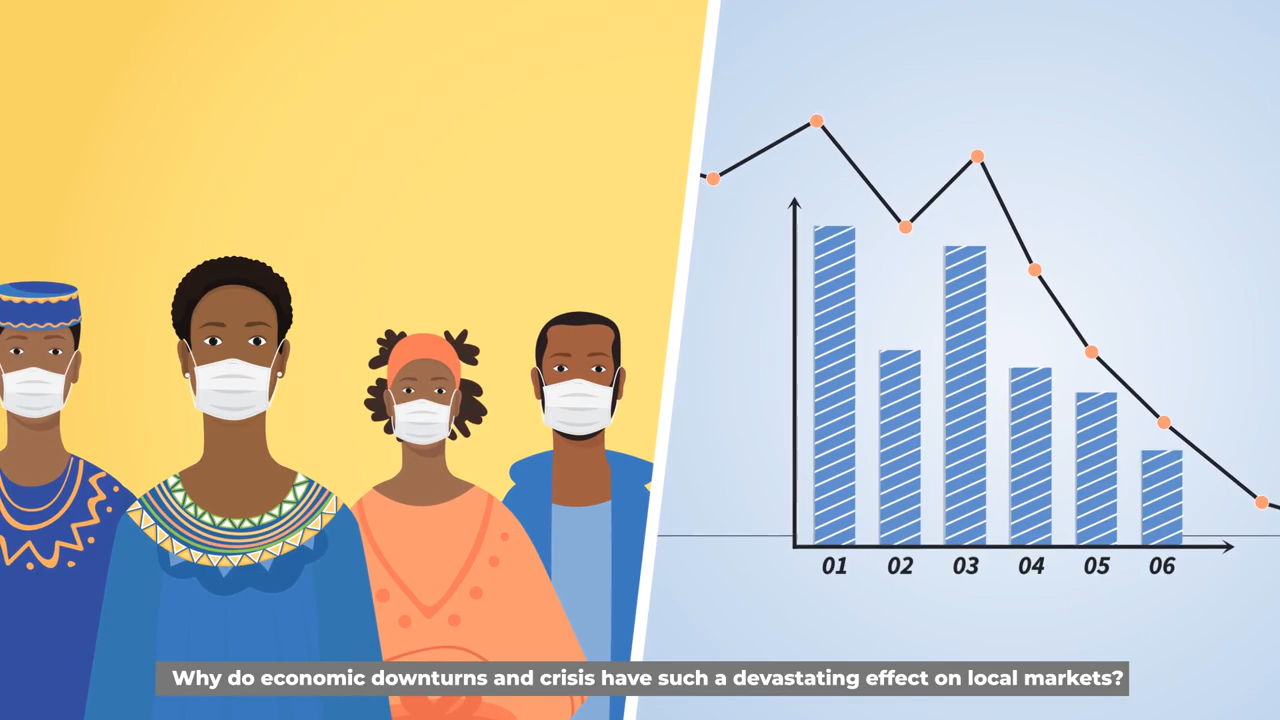 01 02 03 04 05 06
Why do economic downturns and crisis have such a devastating effect on local markets?